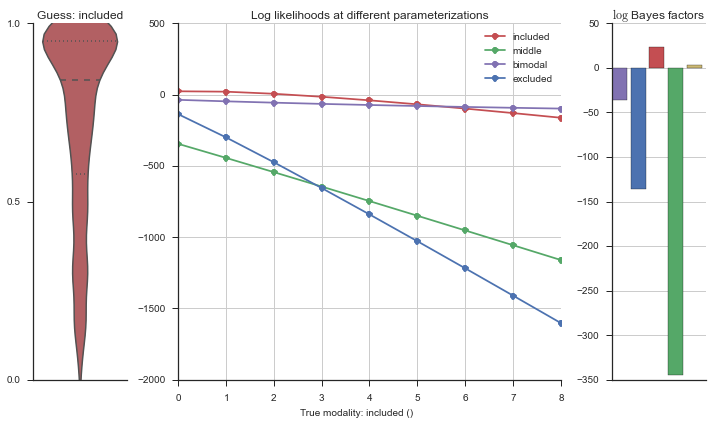 Guess: included
1.0
0.5
0.0
Log likelihoods at different parameterizations
500
0
−500
−1000
−1500
−2000
0 1 2 3 4 5 6 7 8
True modality: included ()
included
middle
bimodal
excluded
log Bayes factors
50
0
−50
−100
−150
−200
−250
−300
−350